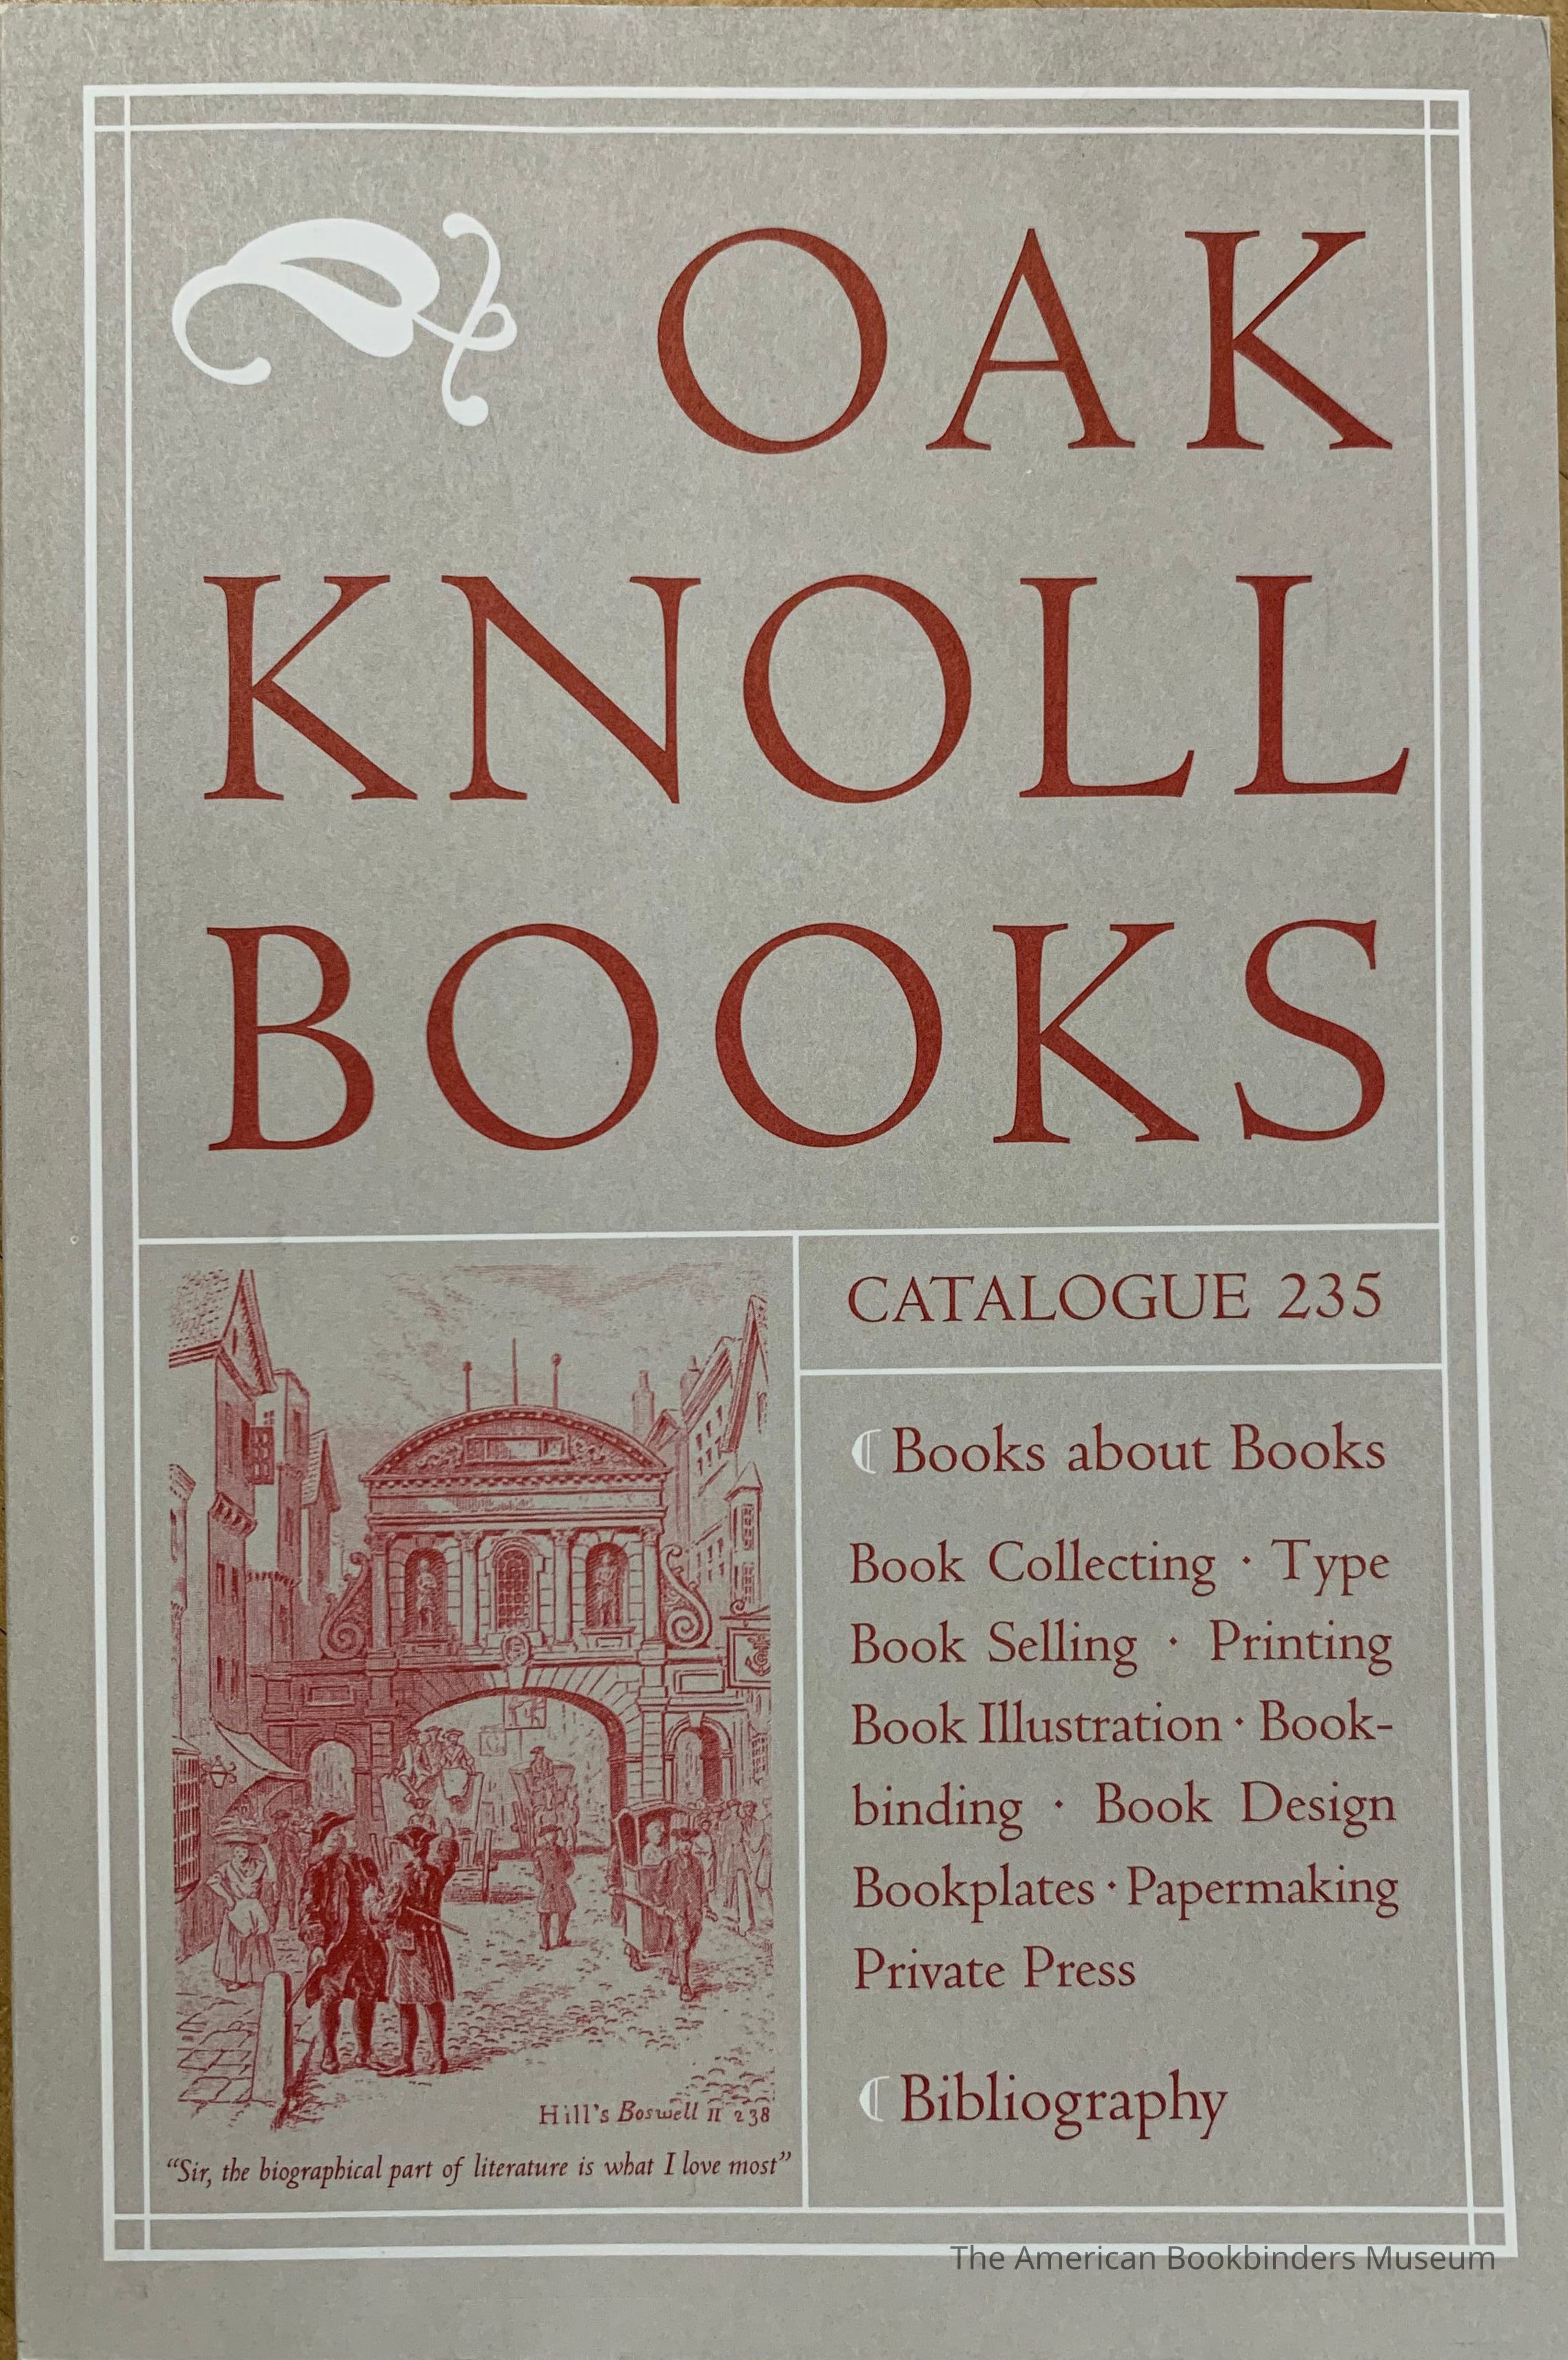 OAK
KNOLL
BOOKS
CATALOGUE 235
⸿ Books about Books
Book Collecting · Type
Book Selling · Printing
Book Illustration · Book-
binding · Book Design
Bookplates · Papermaking
Private Press
⸿ Bibliography
Hill's Boswell II 238
“Sir, the biographical part of literature is what I love most”
The American Bookbinders Museum